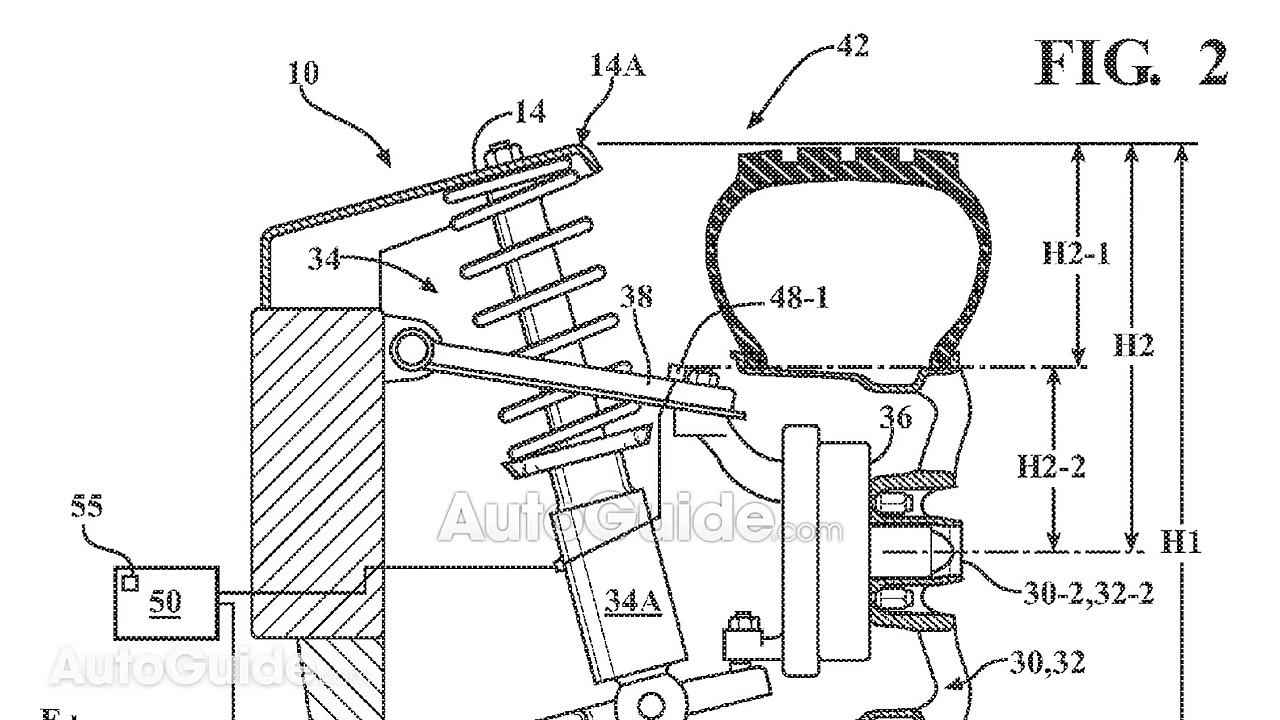 FIG. 2
42
10
14A
14
H2-1
34
38
48-1
H2
36
H2-2
55
AutoGuide.com
H1
50
34A
30-2,32-2
AutoGuide
30,32